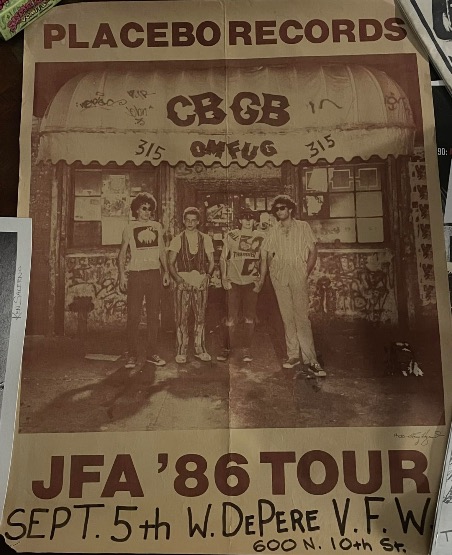 PLACEBO RECORDS
CBGB
315 OMFUG 315
JFA '86 TOUR
SEPT. 5th W. DePERE V.F.W.
600 N. 10th St.